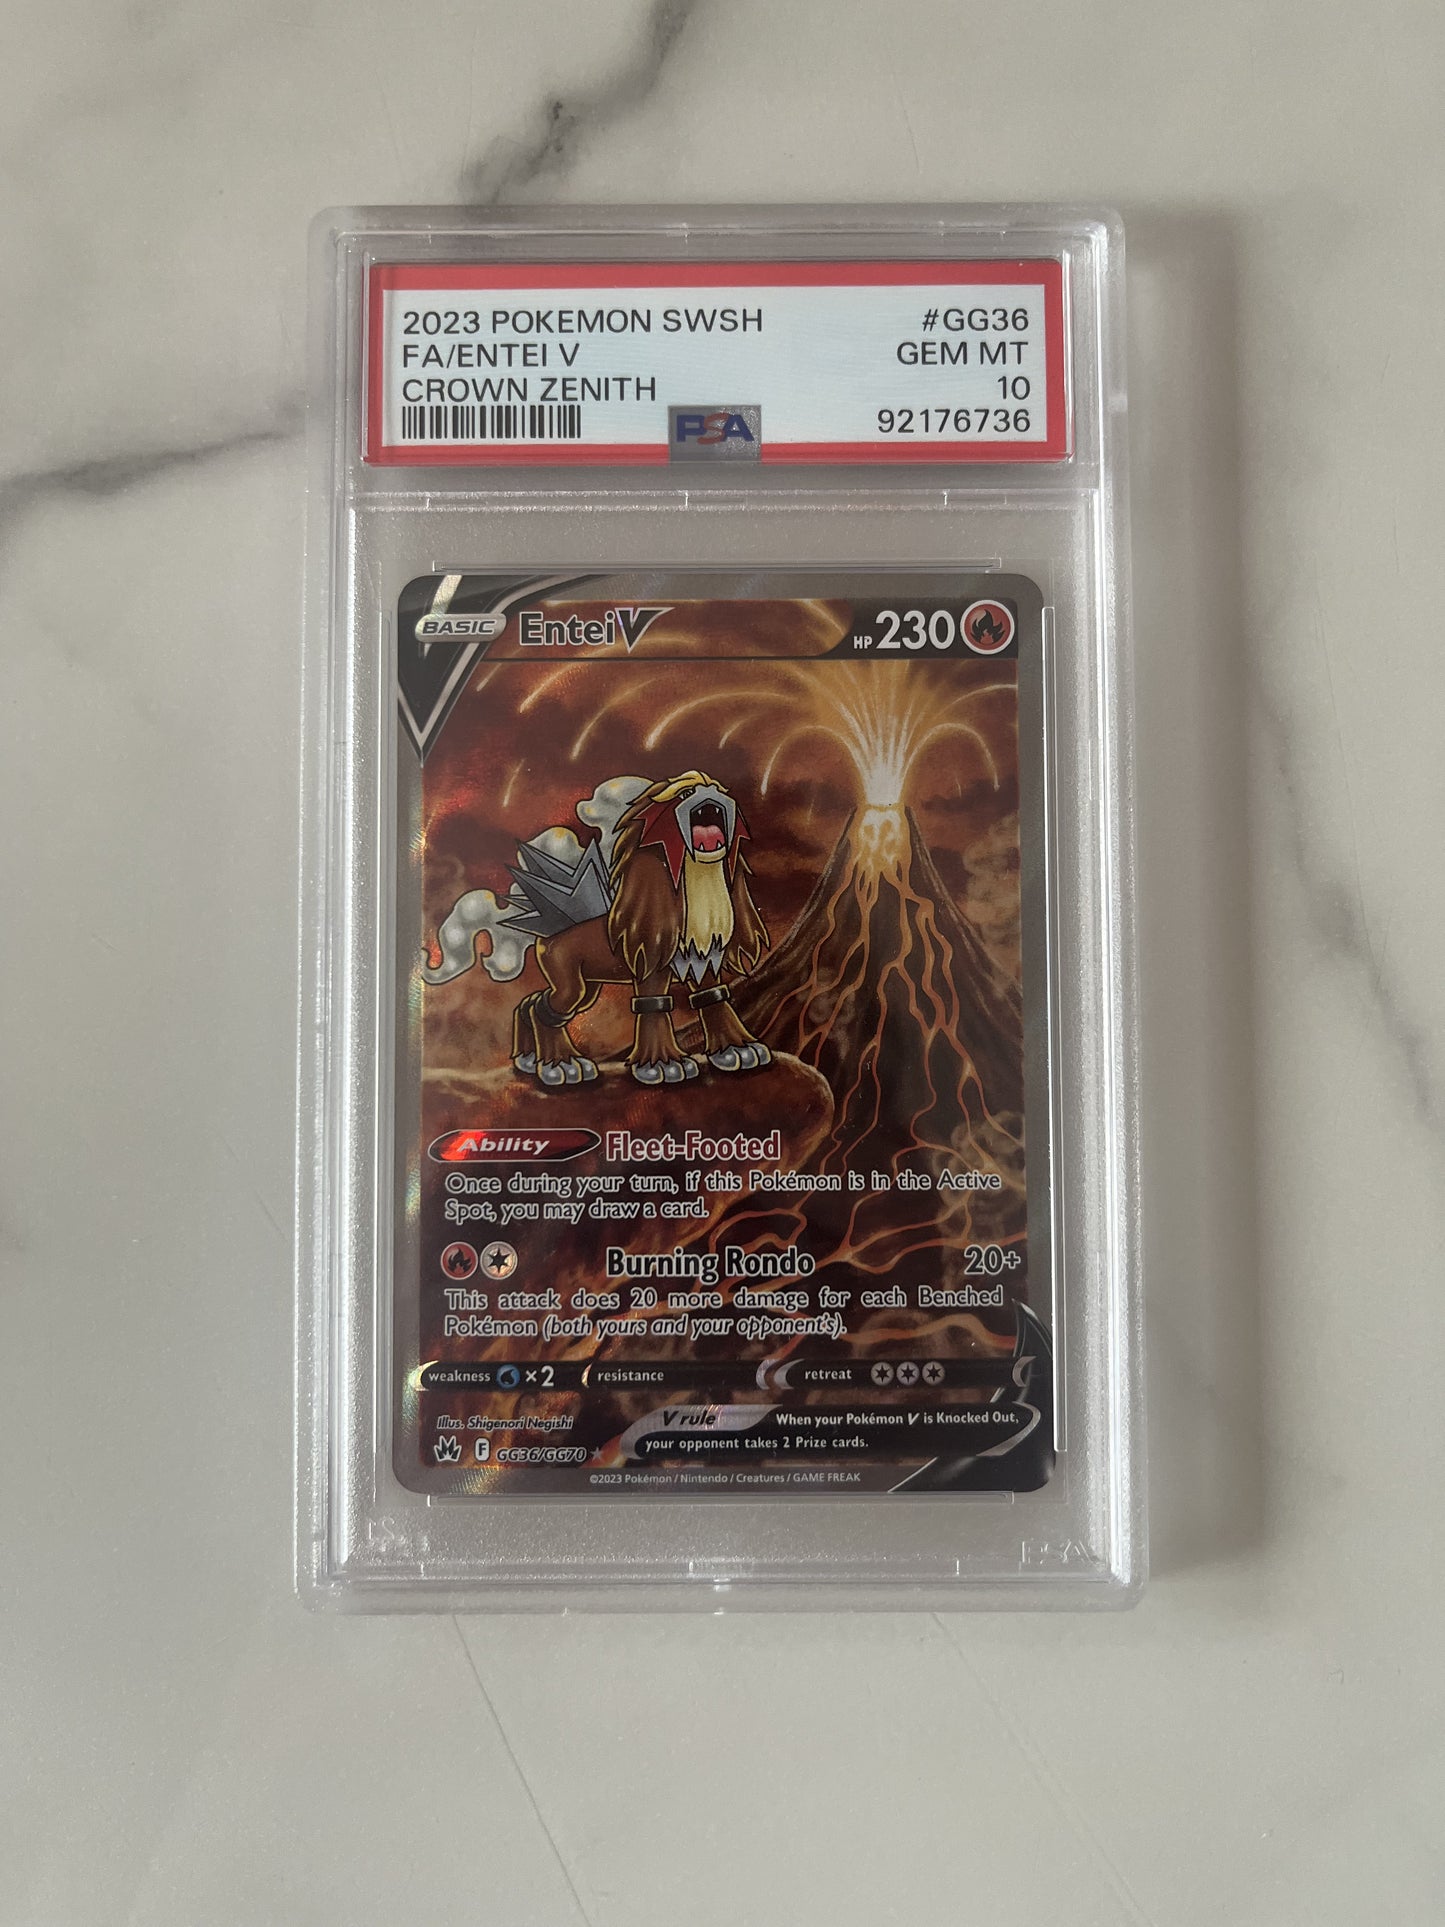 2023 POKEMON SWSH #GG36
FA/ENTEI V GEM MT
CROWN ZENITH 10
92176736
PSA
BASIC Entei V HP 230
Ability Fleet-Footed
Once during your turn, if this Pokémon is in the Active
Spot, you may draw a card.
Burning Rondo 20+
This attack does 20 more damage for each Benched
Pokémon (both yours and your opponent's).
weakness ×2 resistance retreat
Illus. Shigenori Negishi
V rule When your Pokémon V is Knocked Out,
your opponent takes 2 Prize cards.
F GG36/GG70 ★
©2023 Pokémon / Nintendo / Creatures / GAME FREAK
PSA